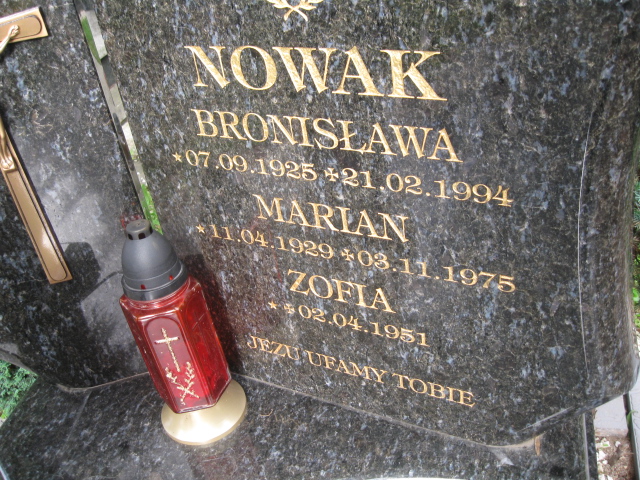 NOWAK
BRONISŁAWA
*07.09.1925 ✝21.02.1994
MARIAN
*11.04.1929 ✝03.11.1975
ZOFIA
*✝02.04.1951
JEZU UFAMY TOBIE